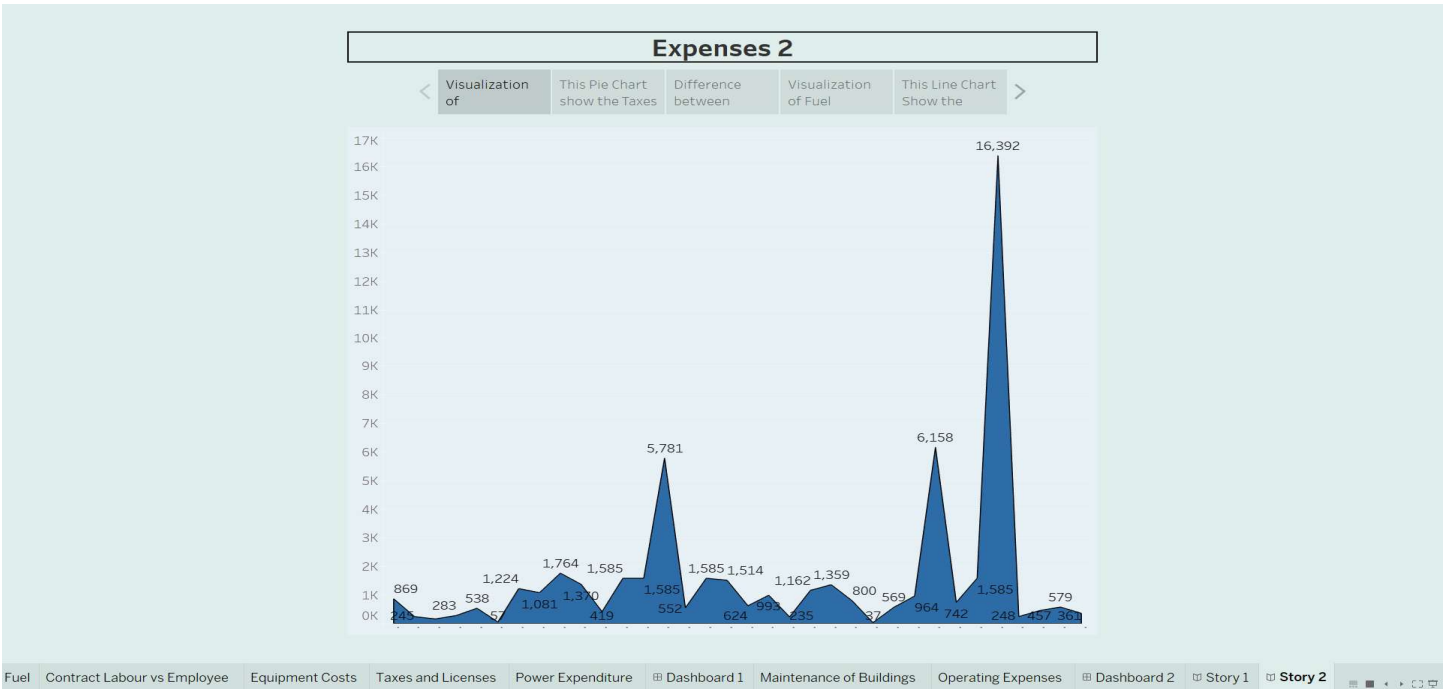 Expenses 2
Visualization of
This Pie Chart show the Taxes
Difference between
Visualization of Fuel
This Line Chart Show the
17K
16K
15K
14K
13K
12K
11K
10K
9K
8K
7K
6K
5K
4K
3K
2K
1K
0K
869
245
283
538
57
1,224
1,081
1,764
1,370
419
1,585
1,585
5,781
552
1,585
1,514
624
993
235
1,162
1,359
800
37
569
964
6,158
742
1,585
16,392
248
457
579
361
Fuel
Contract Labour vs Employee
Equipment Costs
Taxes and Licenses
Power Expenditure
Dashboard 1
Maintenance of Buildings
Operating Expenses
Dashboard 2
Story 1
Story 2